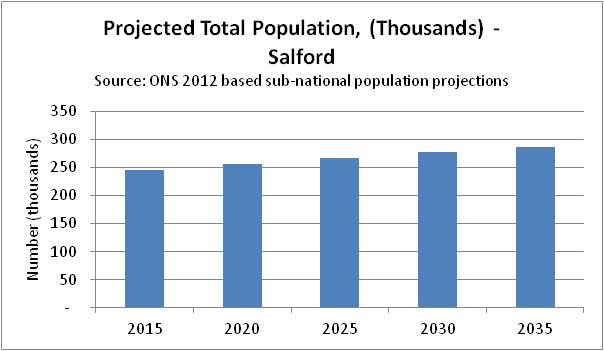 Projected Total Population, (Thousands) -
Salford
Source: ONS 2012 based sub-national population projections
Number (thousands)
350
300
250
200
150
100
50
-
2015 2020 2025 2030 2035